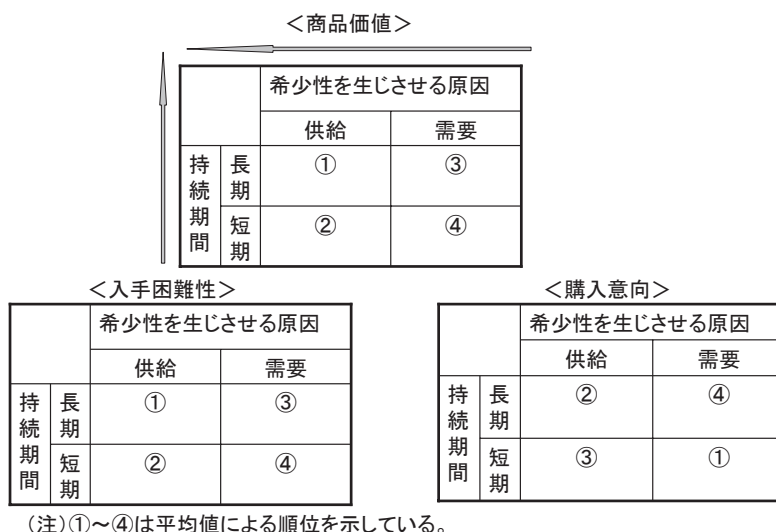 ＜商品価値＞
希少性を生じさせる原因
供給 需要
持続期間 長期 ① ③
短期 ② ④
＜入手困難性＞
希少性を生じさせる原因
供給 需要
持続期間 長期 ① ③
短期 ② ④
＜購入意向＞
希少性を生じさせる原因
供給 需要
持続期間 長期 ② ④
短期 ③ ①
(注)①～④は平均値による順位を示している。